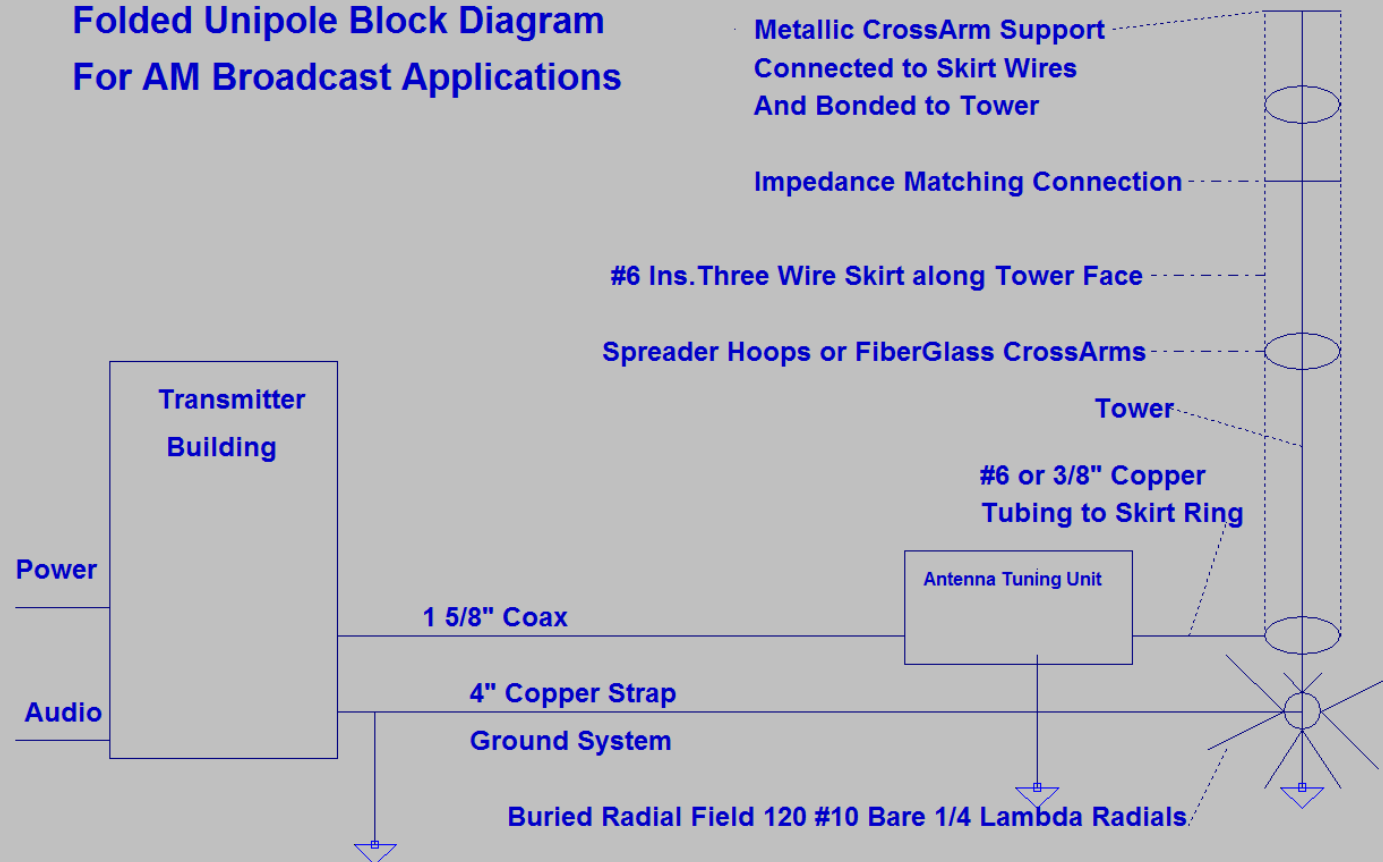 Folded Unipole Block Diagram
For AM Broadcast Applications
Metallic CrossArm Support
Connected to Skirt Wires
And Bonded to Tower
Impedance Matching Connection
#6 Ins.Three Wire Skirt along Tower Face
Spreader Hoops or FiberGlass CrossArms
Tower
#6 or 3/8" Copper
Tubing to Skirt Ring
Transmitter
Building
Power
Audio
Antenna Tuning Unit
1 5/8" Coax
4" Copper Strap
Ground System
Buried Radial Field 120 #10 Bare 1/4 Lambda Radials